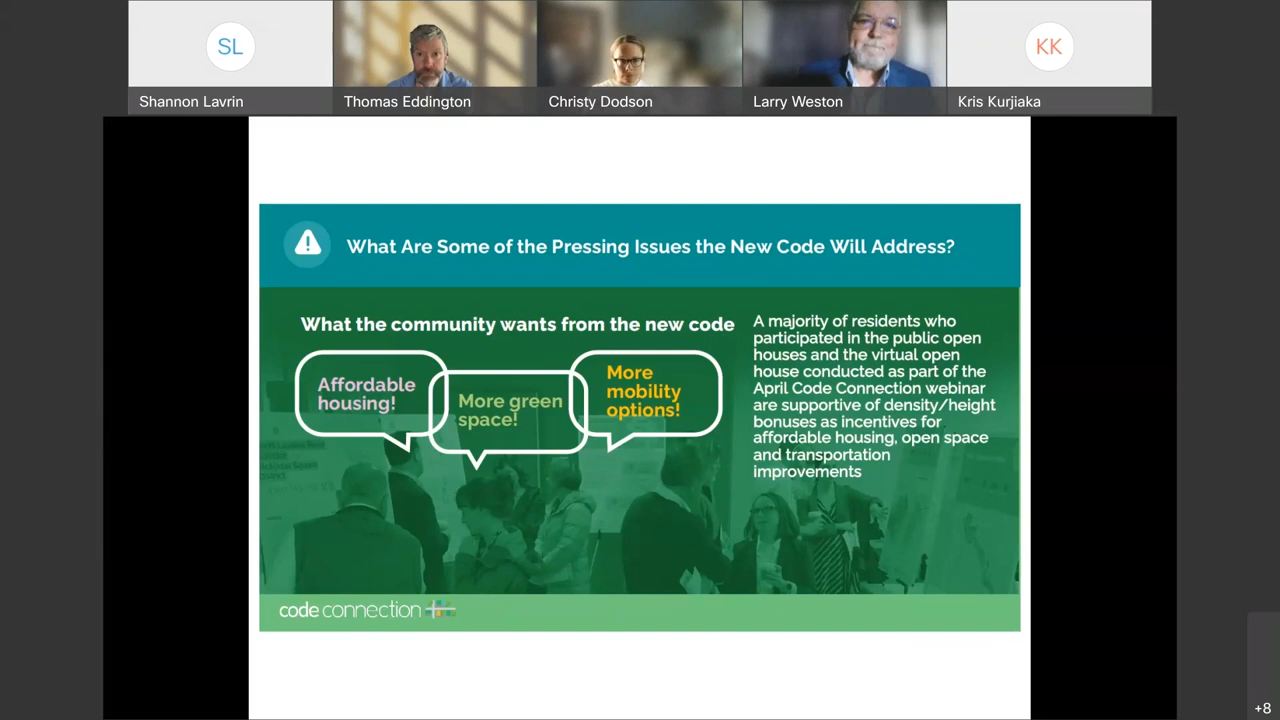 SL
KK
Shannon Lavrin
Thomas Eddington
Christy Dodson
Larry Weston
Kris Kurjiaka
What Are Some of the Pressing Issues the New Code Will Address?
What the community wants from the new code
Affordable
housing!
More green
space!
More
mobility
options!
A majority of residents who
participated in the public open
houses and the virtual open
house conducted as part of the
April Code Connection webinar
are supportive of density/height
bonuses as incentives for
affordable housing, open space
and transportation
improvements
code connection
+8